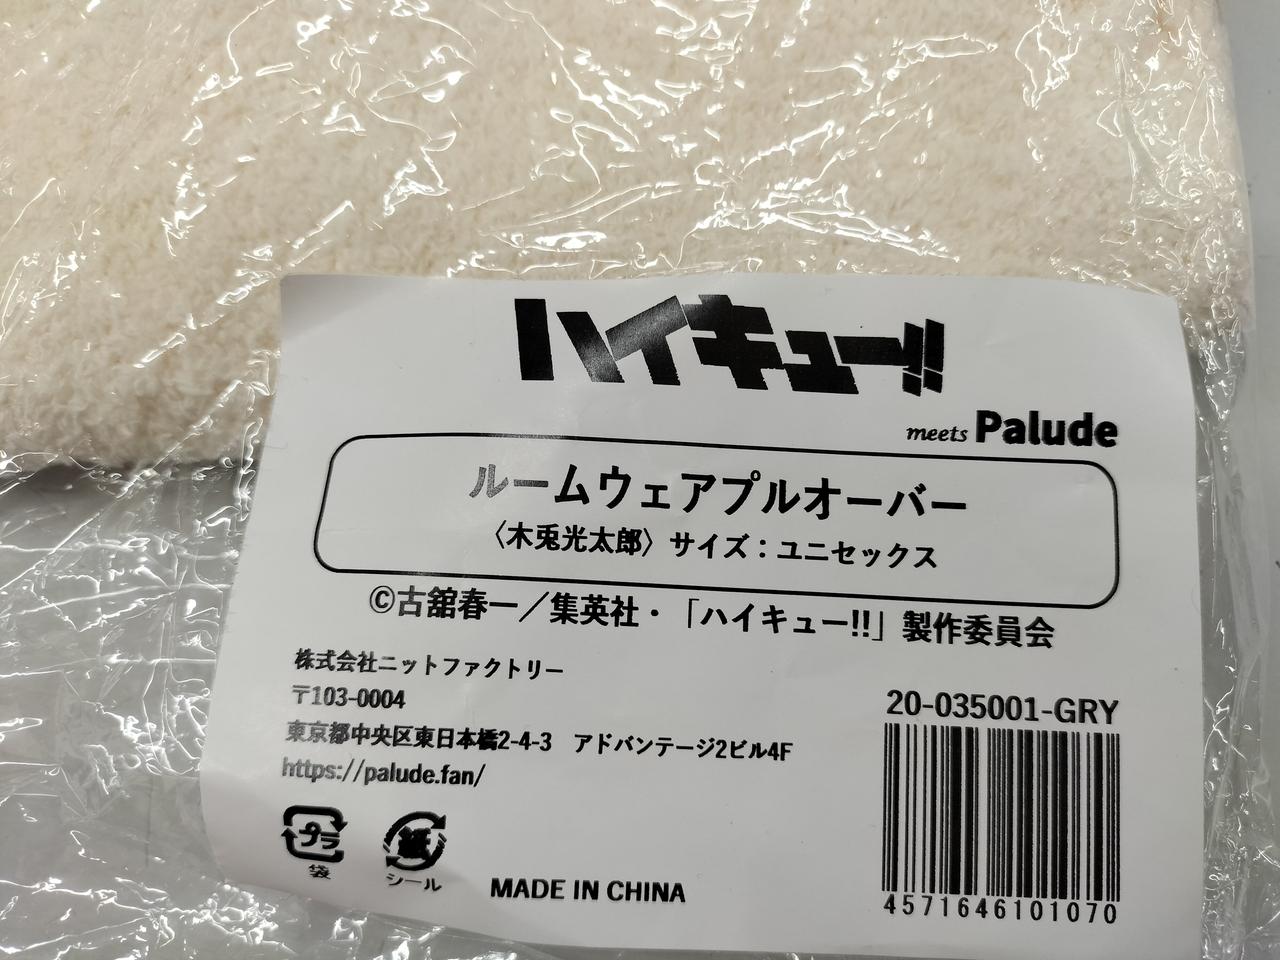 ハイキュー!!
meets Palude
ルームウェアプルオーバー
〈木兎光太郎〉サイズ：ユニセックス
©古舘春一／集英社・「ハイキュー!!」製作委員会
株式会社ニットファクトリー
〒103-0004
東京都中央区東日本橋2-4-3　アドバンテージ2ビル4F
https://palude.fan/
20-035001-GRY
4571646101070
プラ
袋
紙
シール
MADE IN CHINA